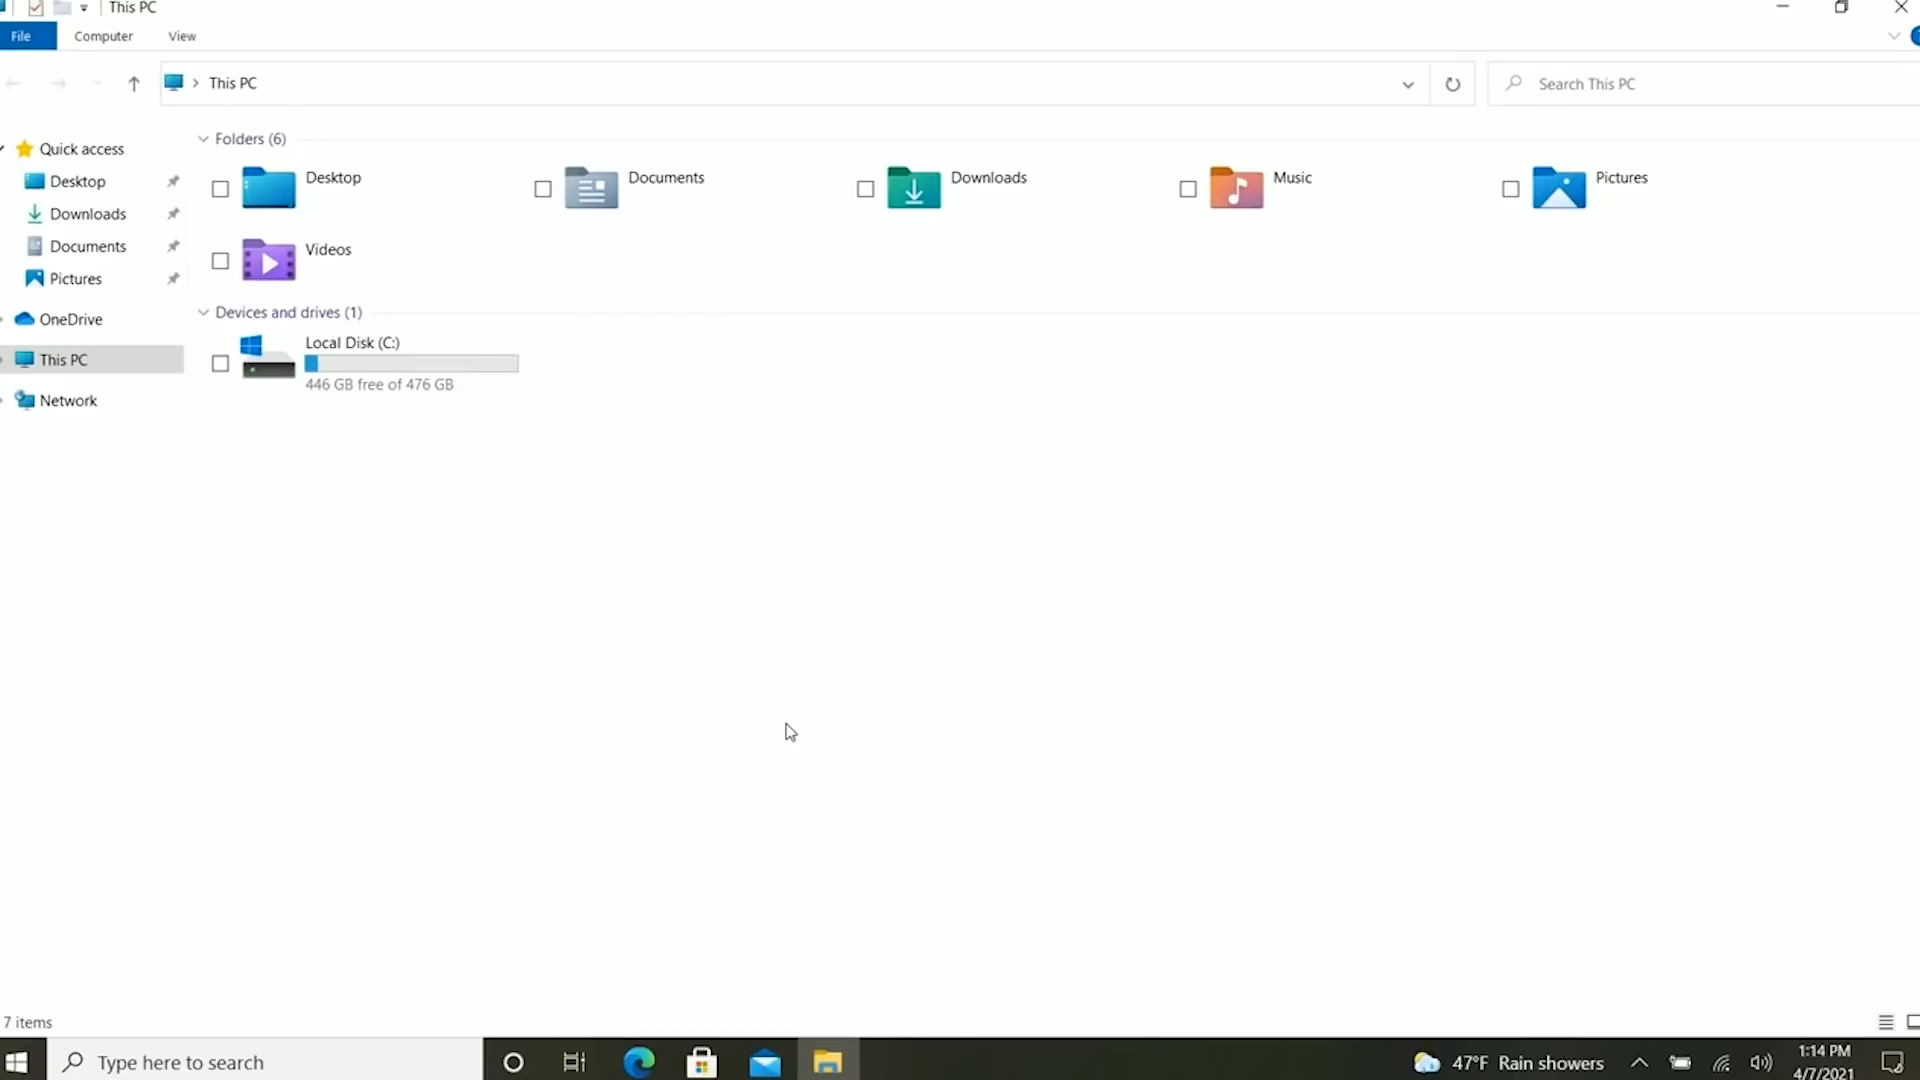 This PC
File Computer View
This PC
Search This PC
Quick access
Desktop
Downloads
Documents
Pictures
OneDrive
This PC
Network
Folders (6)
Desktop
Documents
Downloads
Music
Pictures
Videos
Devices and drives (1)
Local Disk (C:)
446 GB free of 476 GB
7 items
Type here to search
47°F Rain showers
1:14 PM
4/7/2021